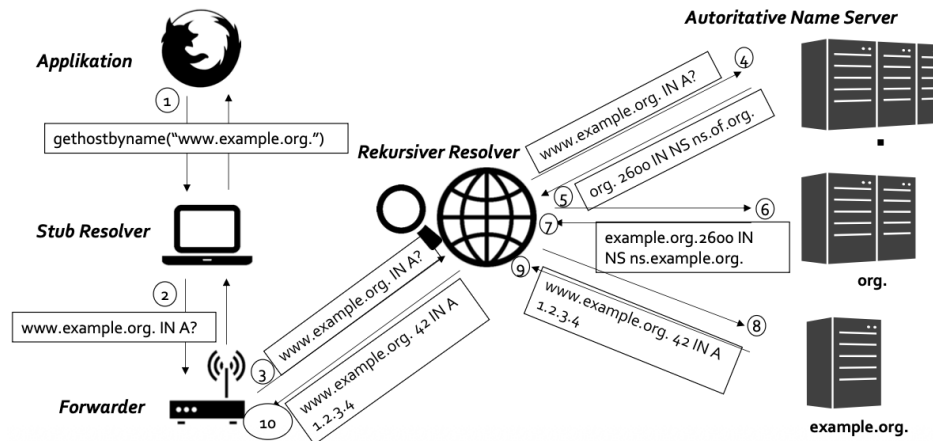 Autoritative Name Server
Applikation
1
gethostbyname("www.example.org.")
Stub Resolver
2
www.example.org. IN A?
Forwarder
3
www.example.org. IN A?
Rekursiver Resolver
4
www.example.org. IN A?
.
5
org. 2600 IN NS ns.of.org.
6
7
example.org.2600 IN
NS ns.example.org.
org.
8
9
www.example.org. 42 IN A
1.2.3.4
example.org.
10
www.example.org. 42 IN A
1.2.3.4